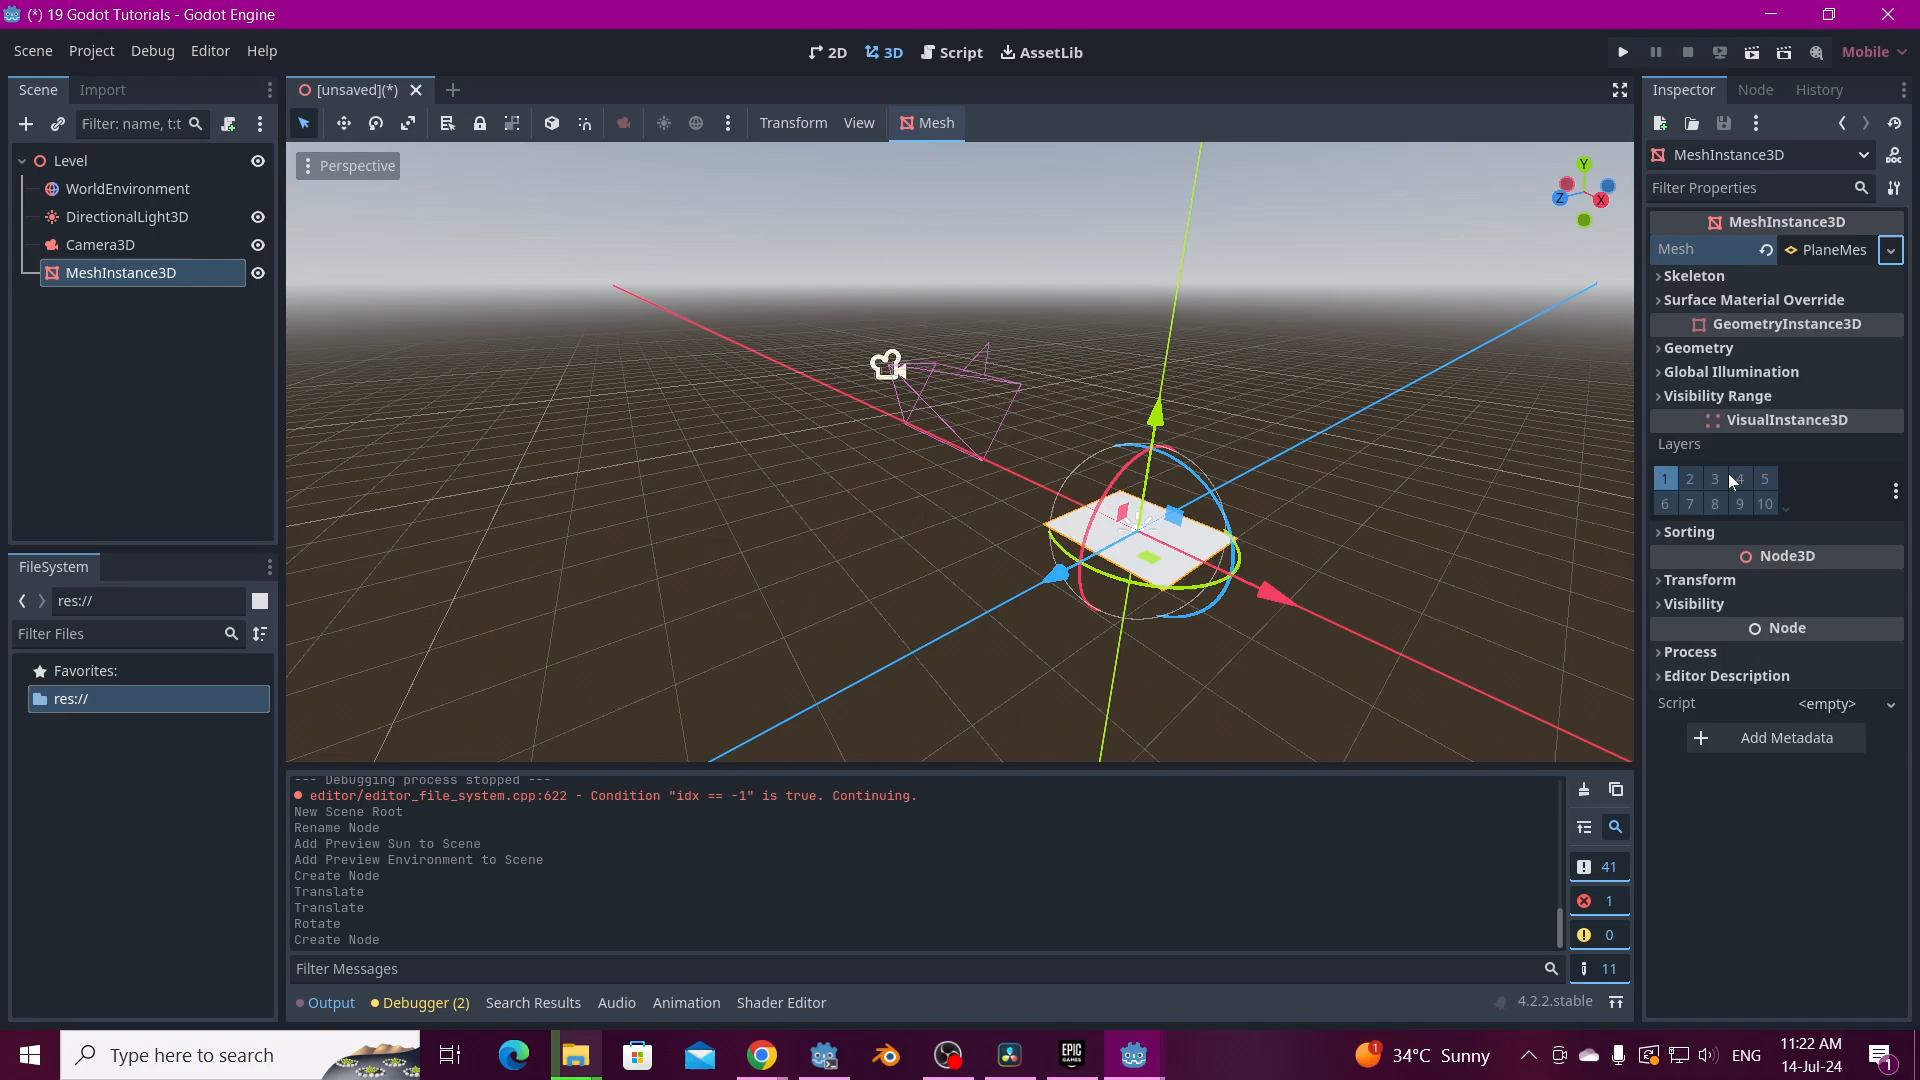 (*) 19 Godot Tutorials - Godot Engine
Scene Project Debug Editor Help
2D 3D Script AssetLib
Mobile
Scene Import
[unsaved](*)
Inspector Node History
Filter: name, t:t
Transform View Mesh
Level
WorldEnvironment
DirectionalLight3D
Camera3D
MeshInstance3D
Perspective
Y
Z
X
MeshInstance3D
DOC
Filter Properties
MeshInstance3D
Mesh PlaneMes
Skeleton
Surface Material Override
GeometryInstance3D
Geometry
Global Illumination
Visibility Range
VisualInstance3D
Layers
1 2 3 4 5
6 7 8 9 10
Sorting
Node3D
Transform
Visibility
Node
Process
Editor Description
Script <empty>
Add Metadata
FileSystem
res://
Filter Files
Favorites:
res://
--- Debugging process stopped ---
editor/editor_file_system.cpp:622 - Condition "idx == -1" is true. Continuing.
New Scene Root
Rename Node
Add Preview Sun to Scene
Add Preview Environment to Scene
Create Node
Translate
Translate
Rotate
Create Node
41
1
0
11
Filter Messages
Output Debugger (2) Search Results Audio Animation Shader Editor
4.2.2.stable
Type here to search
EPIC
GAMES
34°C Sunny
ENG
11:22 AM
14-Jul-24
1
1